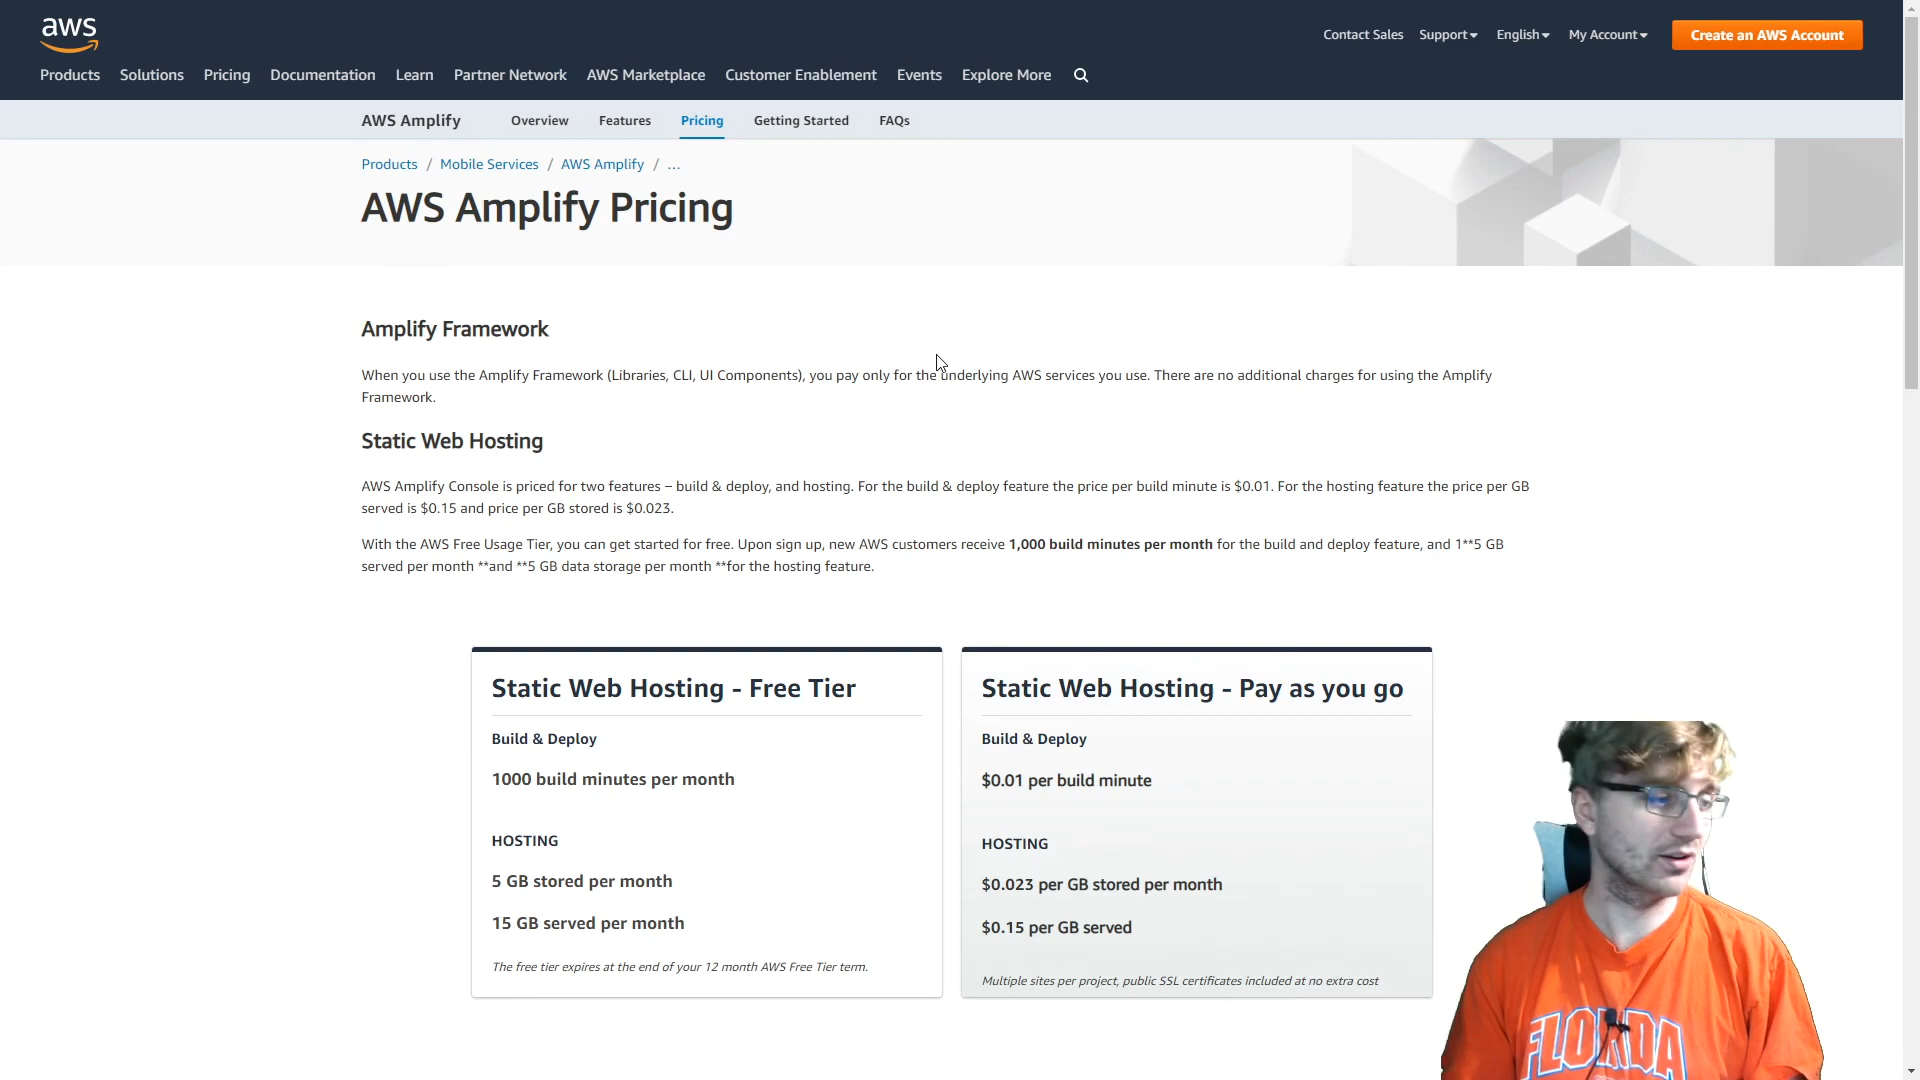 aws
Contact Sales Support English My Account Create an AWS Account
Products Solutions Pricing Documentation Learn Partner Network AWS Marketplace Customer Enablement Events Explore More
AWS Amplify Overview Features Pricing Getting Started FAQs
Products / Mobile Services / AWS Amplify / ...
AWS Amplify Pricing
Amplify Framework
When you use the Amplify Framework (Libraries, CLI, UI Components), you pay only for the underlying AWS services you use. There are no additional charges for using the Amplify
Framework.
Static Web Hosting
AWS Amplify Console is priced for two features – build & deploy, and hosting. For the build & deploy feature the price per build minute is $0.01. For the hosting feature the price per GB
served is $0.15 and price per GB stored is $0.023.
With the AWS Free Usage Tier, you can get started for free. Upon sign up, new AWS customers receive 1,000 build minutes per month for the build and deploy feature, and 1**5 GB
served per month **and **5 GB data storage per month **for the hosting feature.
Static Web Hosting - Free Tier
Build & Deploy
1000 build minutes per month
HOSTING
5 GB stored per month
15 GB served per month
The free tier expires at the end of your 12 month AWS Free Tier term.
Static Web Hosting - Pay as you go
Build & Deploy
$0.01 per build minute
HOSTING
$0.023 per GB stored per month
$0.15 per GB served
Multiple sites per project, public SSL certificates included at no extra cost
FLORIDA